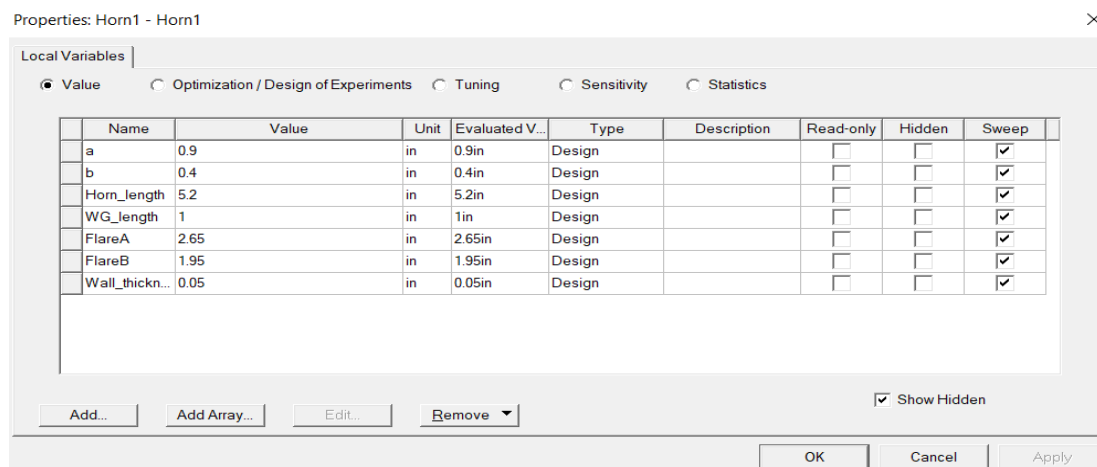 Properties: Horn1 - Horn1
Local Variables
Value Optimization / Design of Experiments Tuning Sensitivity Statistics
Name Value Unit Evaluated V... Type Description Read-only Hidden Sweep
a 0.9 in 0.9in Design
b 0.4 in 0.4in Design
Horn_length 5.2 in 5.2in Design
WG_length 1 in 1in Design
FlareA 2.65 in 2.65in Design
FlareB 1.95 in 1.95in Design
Wall_thickn... 0.05 in 0.05in Design
Show Hidden
Add... Add Array... Edit... Remove
OK Cancel Apply